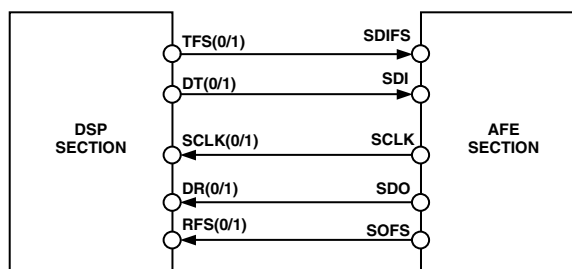 TFS(0/1) SDIFS
DT(0/1) SDI
DSP
SECTION
AFE
SECTION
SCLK(0/1) SCLK
DR(0/1) SDO
RFS(0/1) SOFS